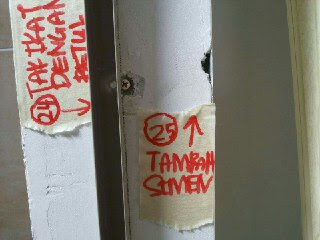 24 TAK IKAT
DENGAN
BETUL
25
TAMBAH
SIMEN